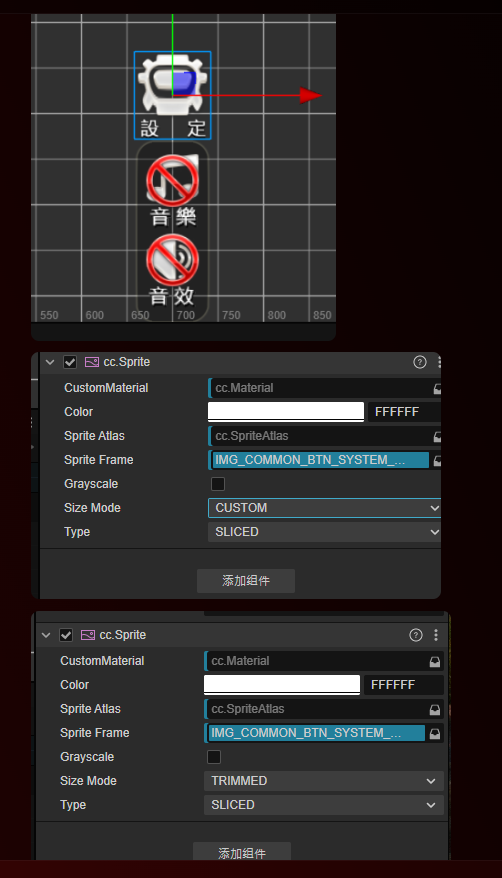 設 定
音樂
音效
550 600 650 700 750 800 850
cc.Sprite
CustomMaterial cc.Material
Color FFFFFF
Sprite Atlas cc.SpriteAtlas
Sprite Frame IMG_COMMON_BTN_SYSTEM_...
Grayscale
Size Mode CUSTOM
Type SLICED
添加组件
cc.Sprite
CustomMaterial cc.Material
Color FFFFFF
Sprite Atlas cc.SpriteAtlas
Sprite Frame IMG_COMMON_BTN_SYSTEM_...
Grayscale
Size Mode TRIMMED
Type SLICED
添加组件